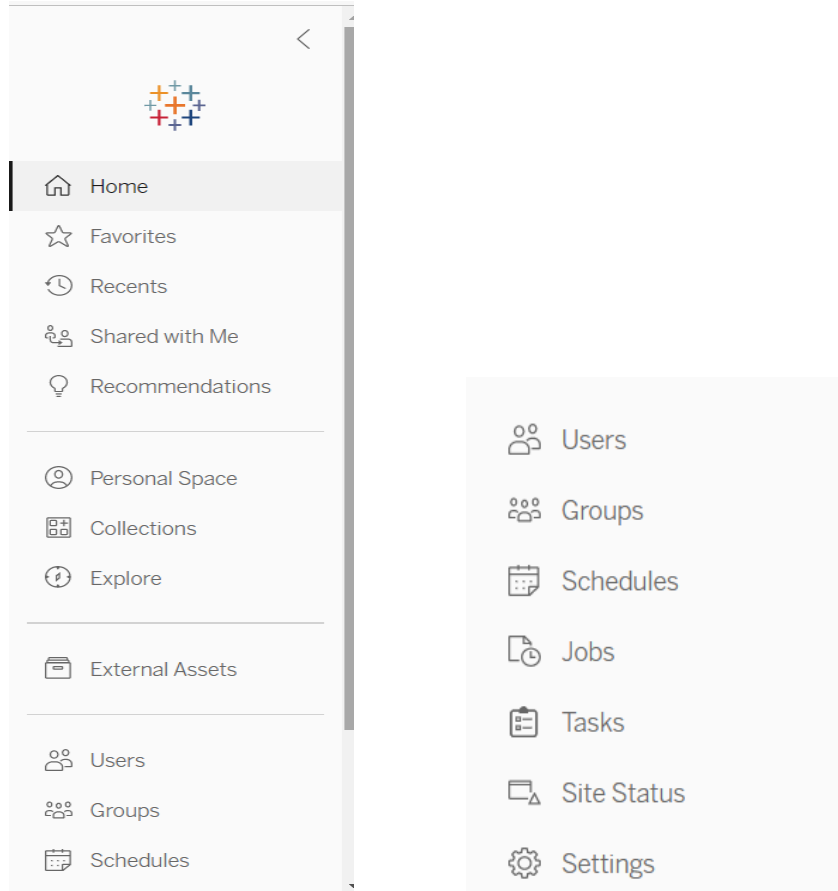 Home
Favorites
Recents
Shared with Me
Recommendations
Personal Space
Collections
Explore
External Assets
Users
Groups
Schedules
Users
Groups
Schedules
Jobs
Tasks
Site Status
Settings